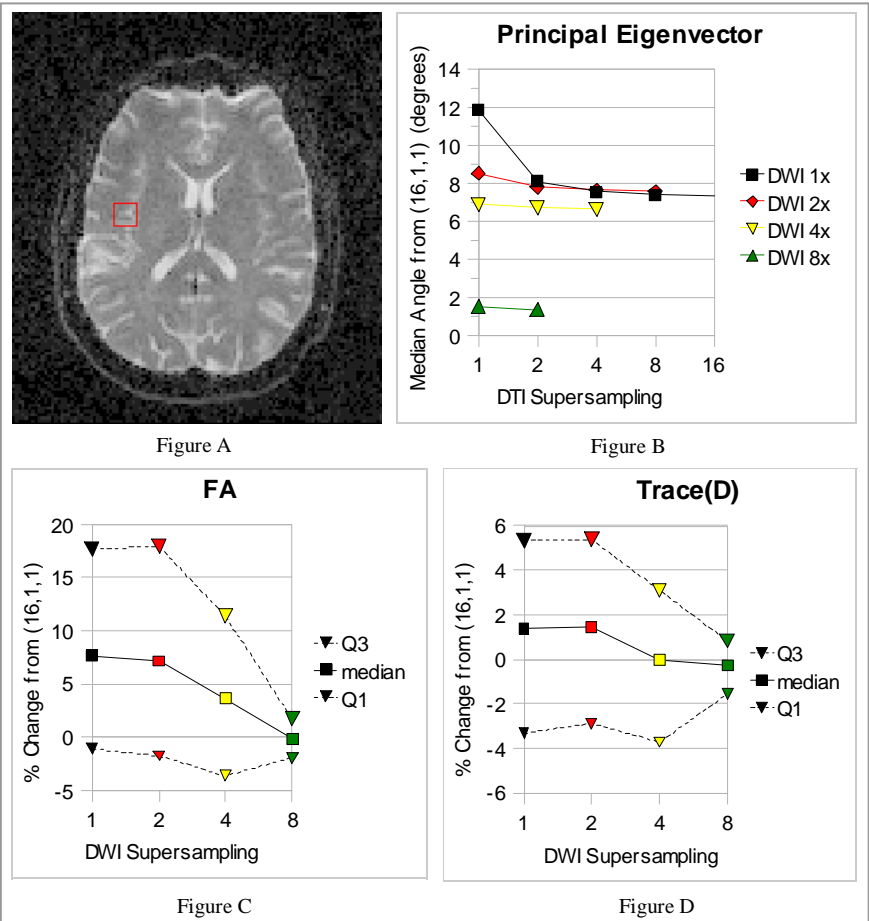 Principal Eigenvector
Median Angle from (16,1,1) (degrees)
14
12
10
8
6
4
2
0
1 2 4 8 16
DTI Supersampling
DWI 1x
DWI 2x
DWI 4x
DWI 8x
Figure A
Figure B
FA
% Change from (16,1,1)
20
15
10
5
0
-5
1 2 4 8
DWI Supersampling
Q3
median
Q1
Figure C
Trace(D)
% Change from (16,1,1)
6
4
2
0
-2
-4
-6
1 2 4 8
DWI Supersampling
Q3
median
Q1
Figure D